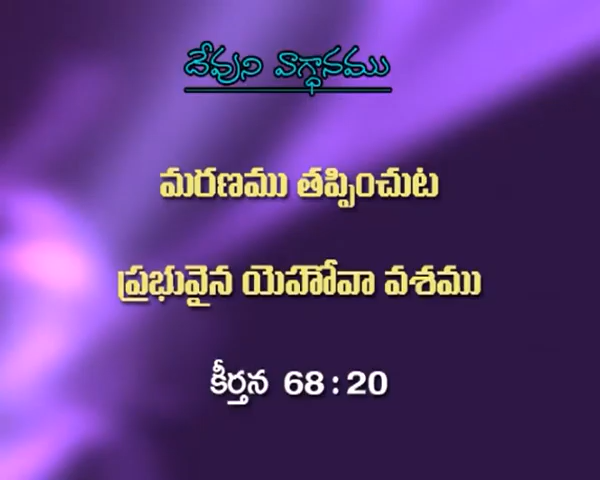 దేవుని వాగ్ధానము
మరణము తప్పించుట
ప్రభువైన యెహోవా వశము
కీర్తన 68:20